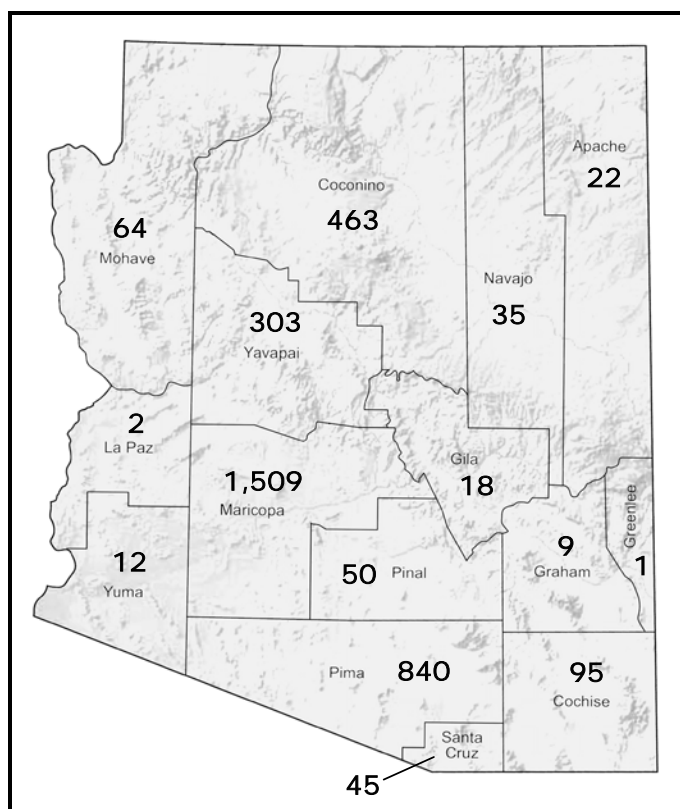 Apache
22
Coconino
463
64
Mohave
Navajo
35
303
Yavapai
2
La Paz
Gila
18
1,509
Maricopa
Greenlee
1
9
Graham
12
Yuma
50 Pinal
Pima 840
95
Cochise
Santa
Cruz
45